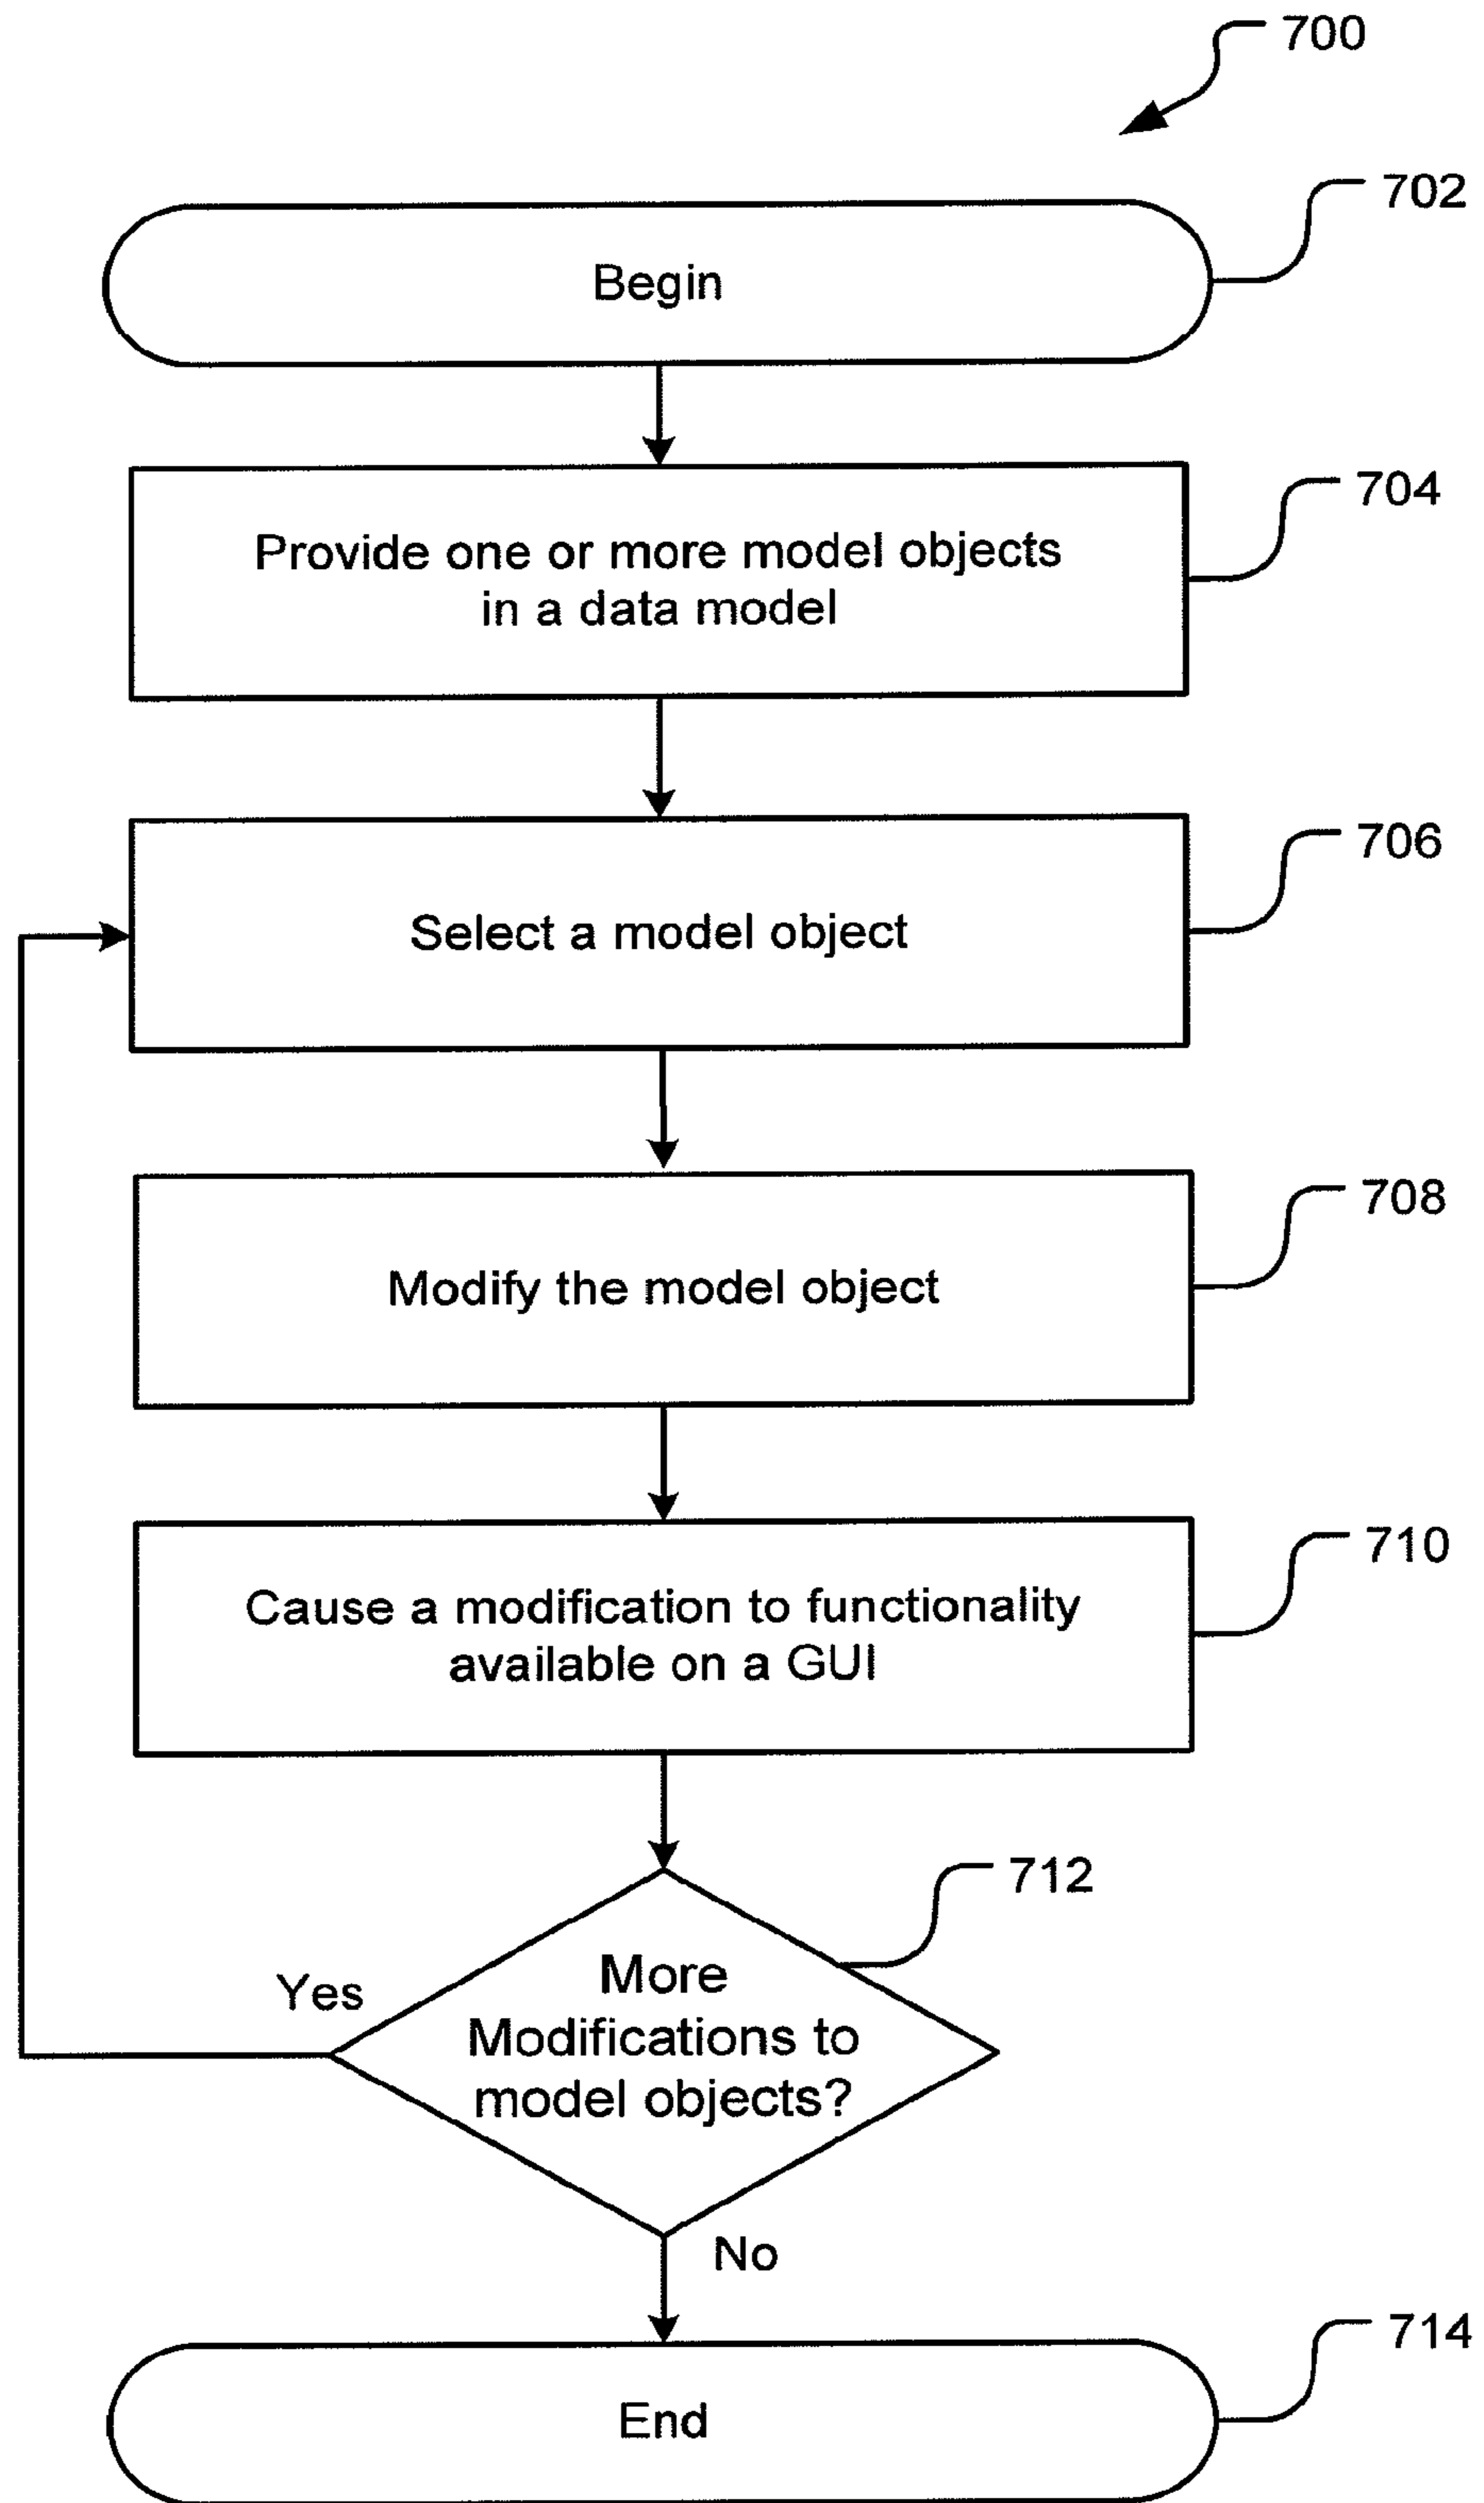 700
702
Begin
704
Provide one or more model objects
in a data model
706
Select a model object
708
Modify the model object
710
Cause a modification to functionality
available on a GUI
712
More
Modifications to
model objects?
Yes
No
714
End